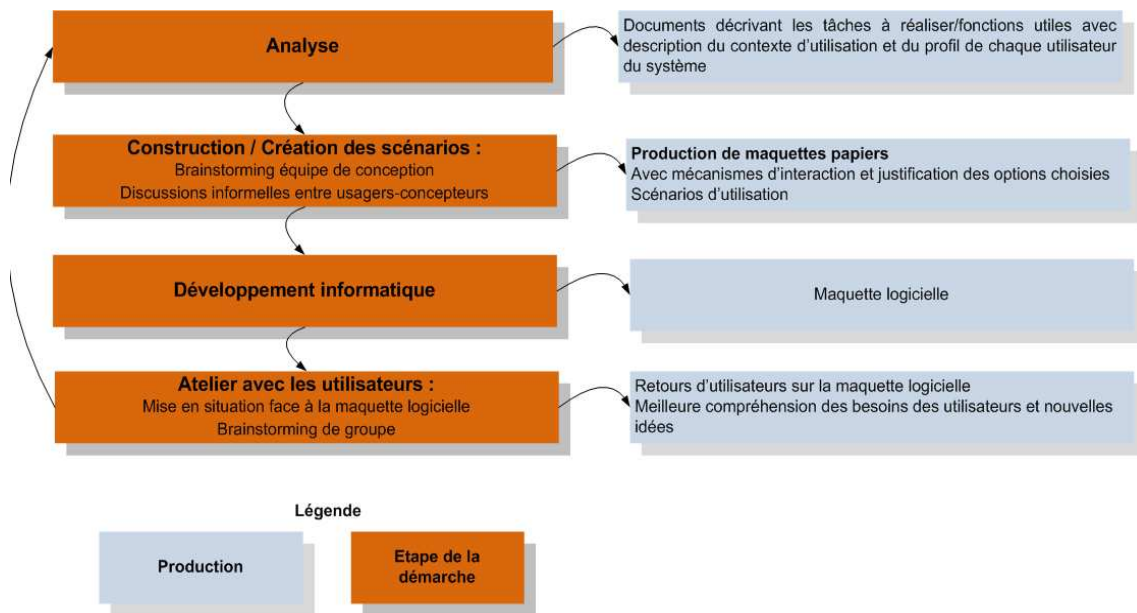 Analyse
Documents décrivant les tâches à réaliser/fonctions utiles avec
description du contexte d'utilisation et du profil de chaque utilisateur
du système
Construction / Création des scénarios :
Brainstorming équipe de conception
Discussions informelles entre usagers-concepteurs
Production de maquettes papiers
Avec mécanismes d'interaction et justification des options choisies
Scénarios d'utilisation
Développement informatique
Maquette logicielle
Atelier avec les utilisateurs :
Mise en situation face à la maquette logicielle
Brainstorming de groupe
Retours d'utilisateurs sur la maquette logicielle
Meilleure compréhension des besoins des utilisateurs et nouvelles
idées
Légende
Production
Etape de la
démarche